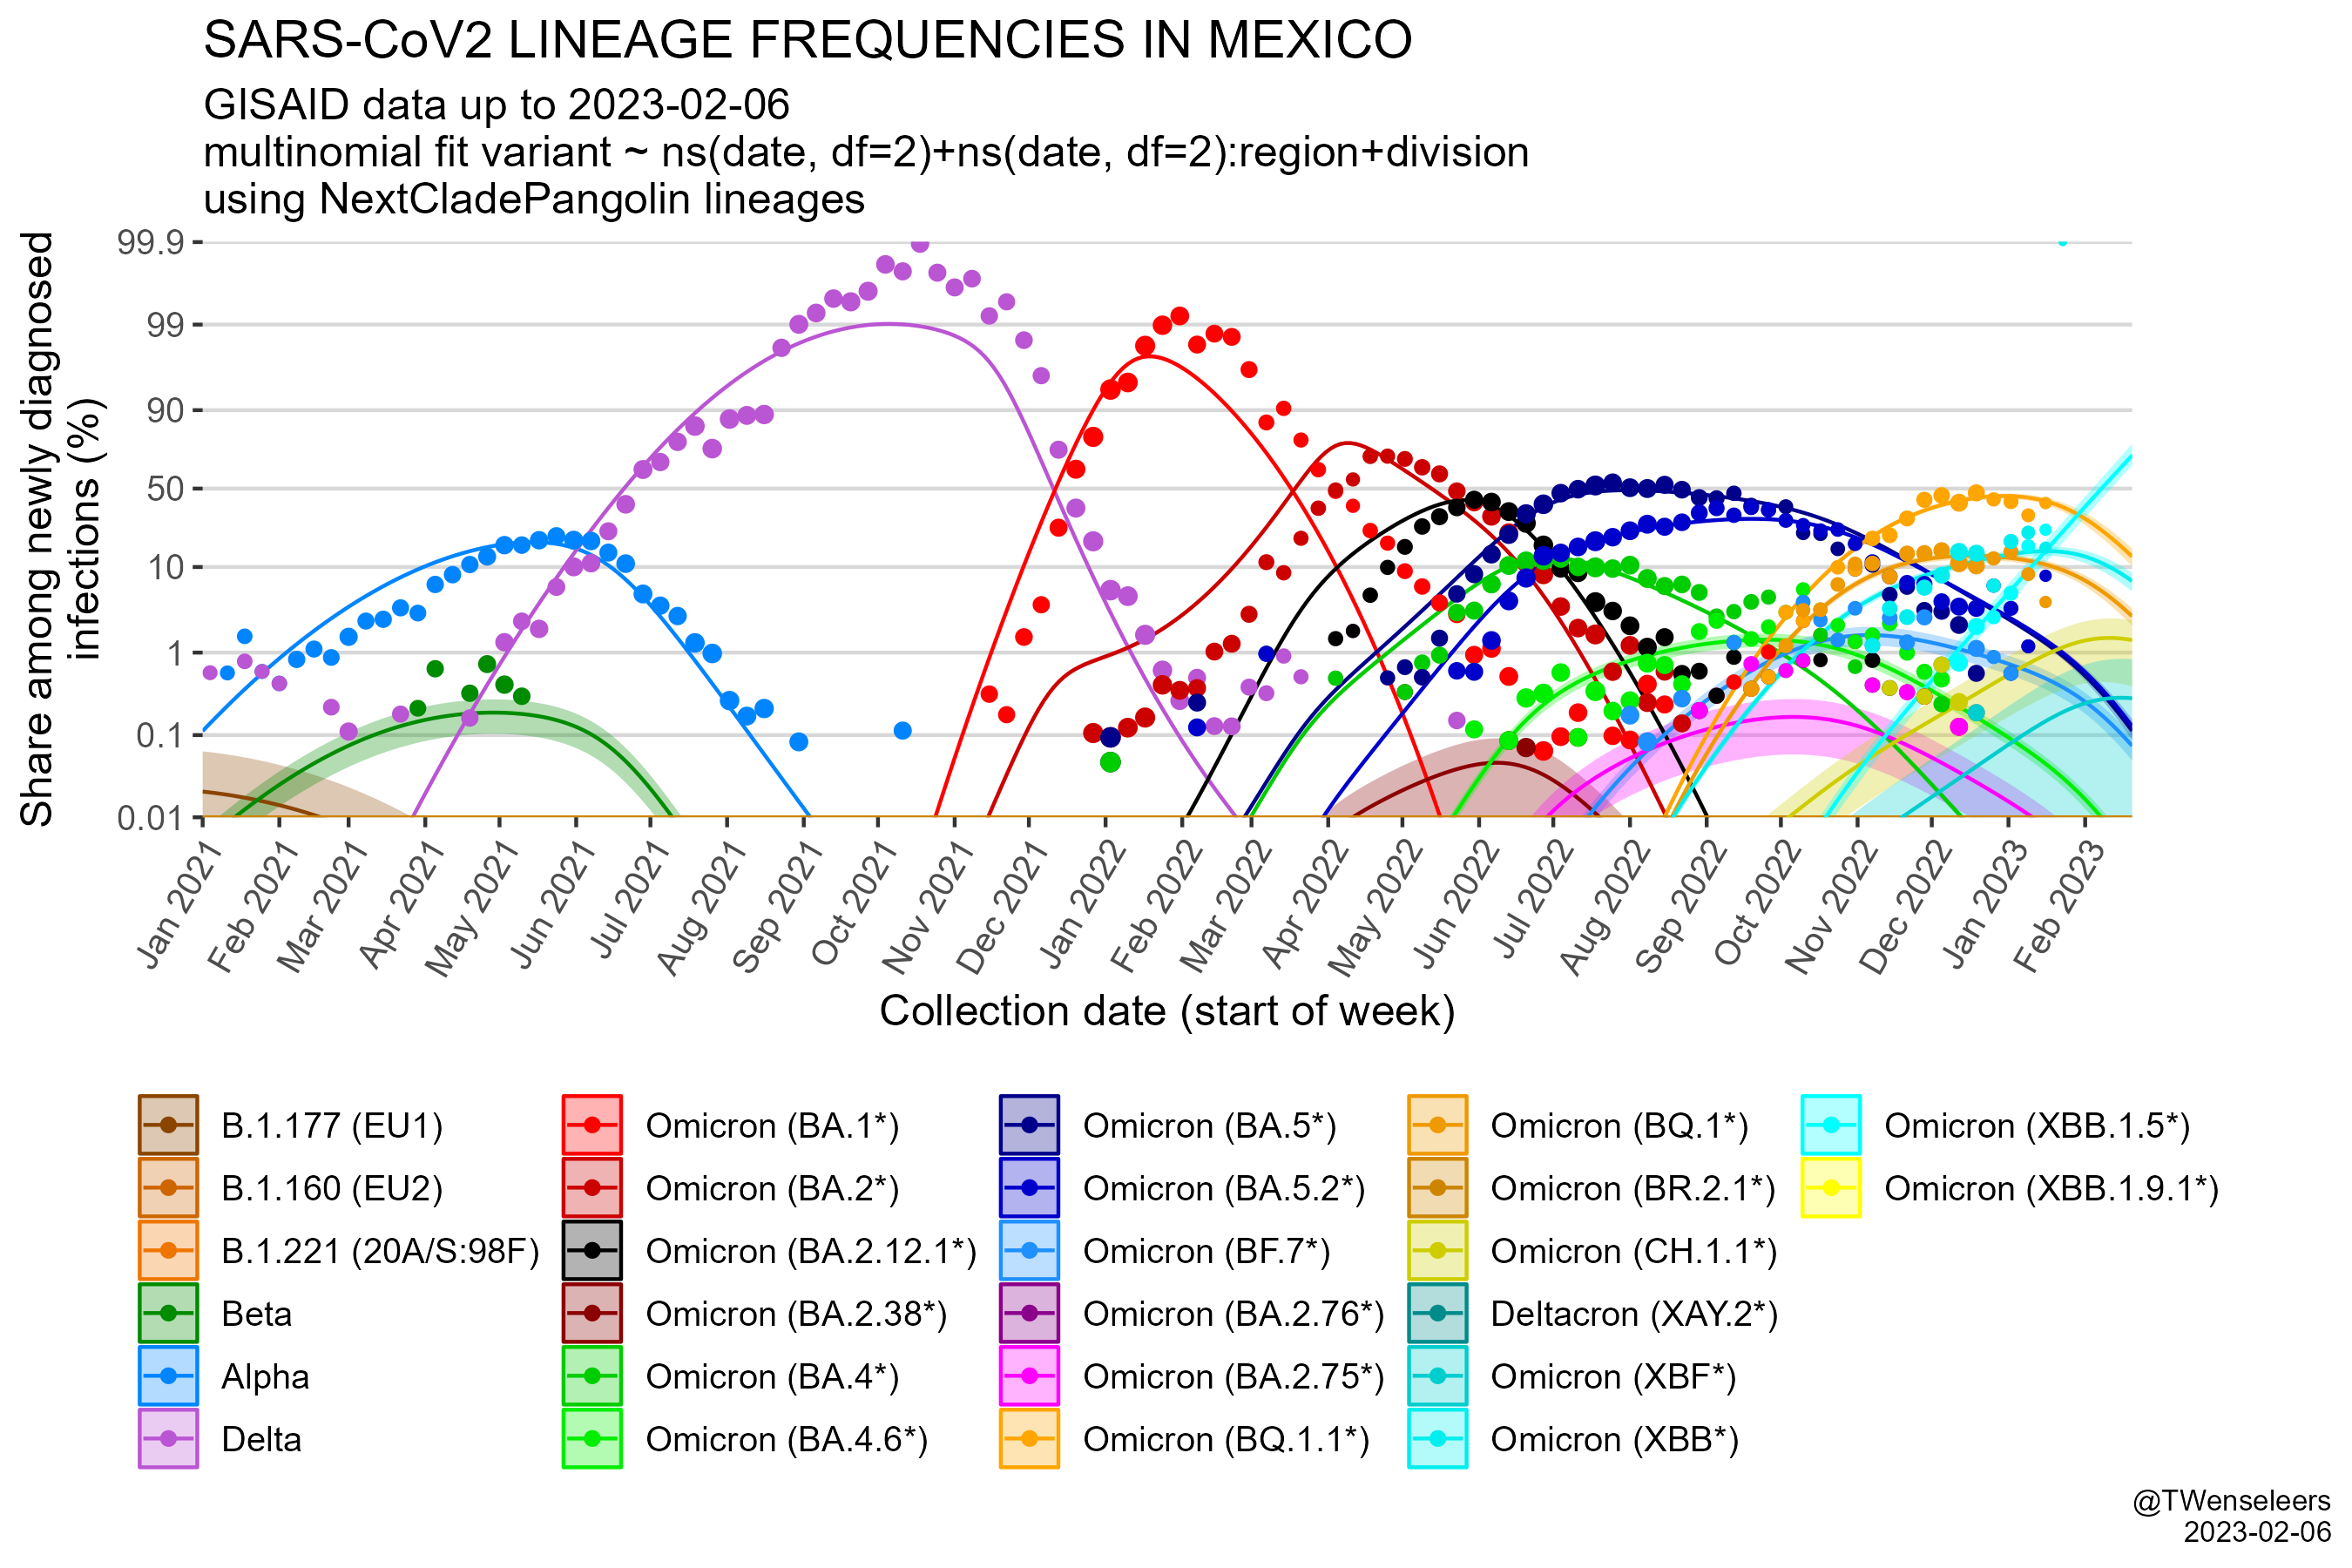 SARS-CoV2 LINEAGE FREQUENCIES IN MEXICO
GISAID data up to 2023-02-06
multinomial fit variant ~ ns(date, df=2)+ns(date, df=2):region+division
using NextCladePangolin lineages
Share among newly diagnosed
infections (%)
99.9
99
90
50
10
1
0.1
0.01
Jan 2021
Feb 2021
Mar 2021
Apr 2021
May 2021
Jun 2021
Jul 2021
Aug 2021
Sep 2021
Oct 2021
Nov 2021
Dec 2021
Jan 2022
Feb 2022
Mar 2022
Apr 2022
May 2022
Jun 2022
Jul 2022
Aug 2022
Sep 2022
Oct 2022
Nov 2022
Dec 2022
Jan 2023
Feb 2023
Collection date (start of week)
B.1.177 (EU1)
B.1.160 (EU2)
B.1.221 (20A/S:98F)
Beta
Alpha
Delta
Omicron (BA.1*)
Omicron (BA.2*)
Omicron (BA.2.12.1*)
Omicron (BA.2.38*)
Omicron (BA.4*)
Omicron (BA.4.6*)
Omicron (BA.5*)
Omicron (BA.5.2*)
Omicron (BF.7*)
Omicron (BA.2.76*)
Omicron (BA.2.75*)
Omicron (BQ.1.1*)
Omicron (BQ.1*)
Omicron (BR.2.1*)
Omicron (CH.1.1*)
Deltacron (XAY.2*)
Omicron (XBF*)
Omicron (XBB*)
Omicron (XBB.1.5*)
Omicron (XBB.1.9.1*)
@TWenseleers
2023-02-06